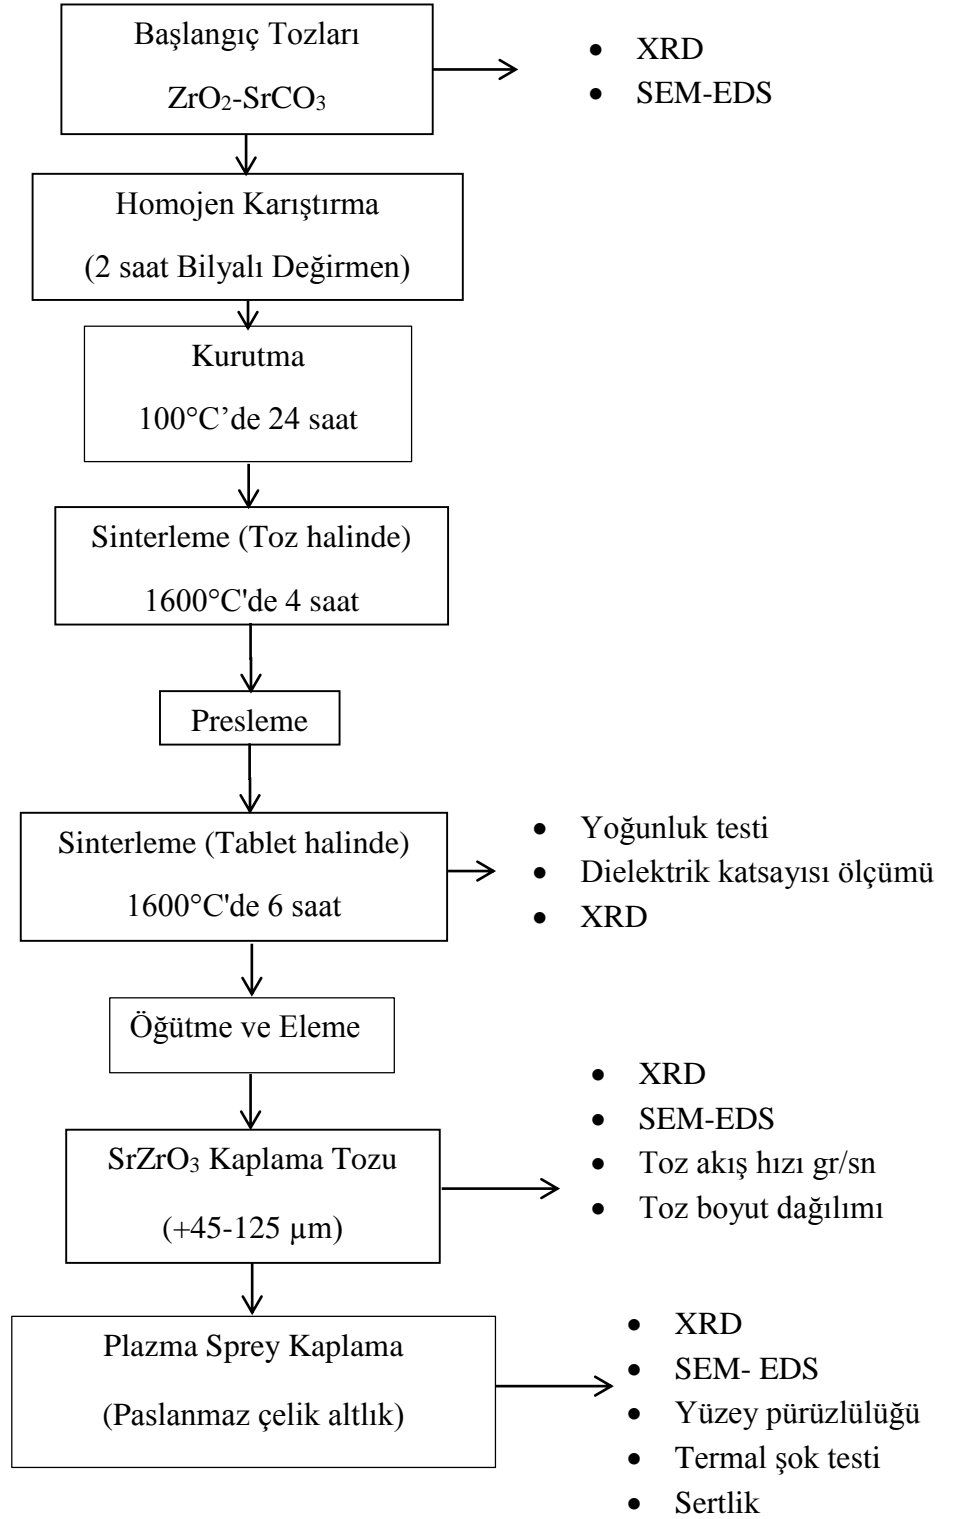 Başlangıç Tozları
ZrO₂-SrCO₃
• XRD
• SEM-EDS
Homojen Karıştırma
(2 saat Bilyalı Değirmen)
Kurutma
100°C’de 24 saat
Sinterleme (Toz halinde)
1600°C'de 4 saat
Presleme
Sinterleme (Tablet halinde)
1600°C'de 6 saat
• Yoğunluk testi
• Dielektrik katsayısı ölçümü
• XRD
Öğütme ve Eleme
SrZrO₃ Kaplama Tozu
(+45-125 µm)
• XRD
• SEM-EDS
• Toz akış hızı gr/sn
• Toz boyut dağılımı
Plazma Sprey Kaplama
(Paslanmaz çelik altlık)
• XRD
• SEM- EDS
• Yüzey pürüzlülüğü
• Termal şok testi
• Sertlik